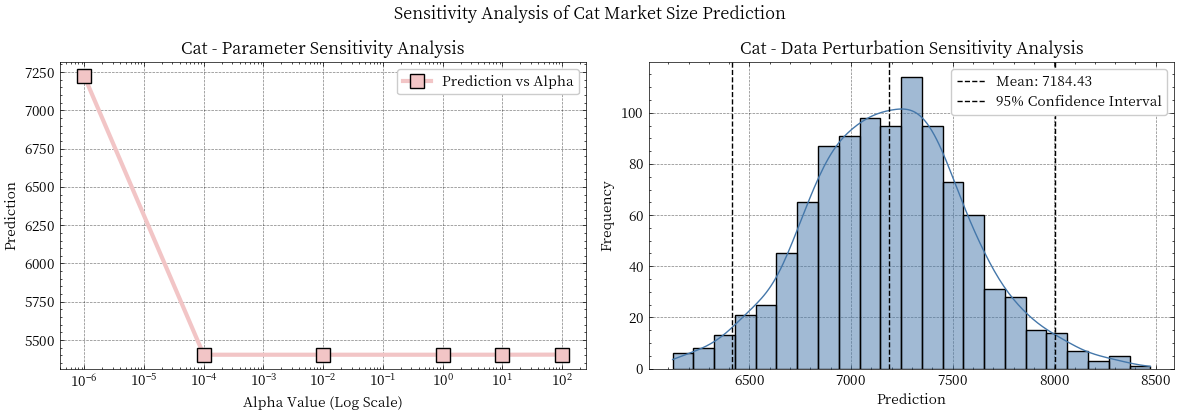 Sensitivity Analysis of Cat Market Size Prediction
Cat - Parameter Sensitivity Analysis
Prediction vs Alpha
7250
7000
6750
6500
6250
6000
5750
5500
Prediction
10⁻⁶ 10⁻⁵ 10⁻⁴ 10⁻³ 10⁻² 10⁻¹ 10⁰ 10¹ 10²
Alpha Value (Log Scale)
Cat - Data Perturbation Sensitivity Analysis
Mean: 7184.43
95% Confidence Interval
100
80
60
40
20
0
Frequency
6500 7000 7500 8000 8500
Prediction